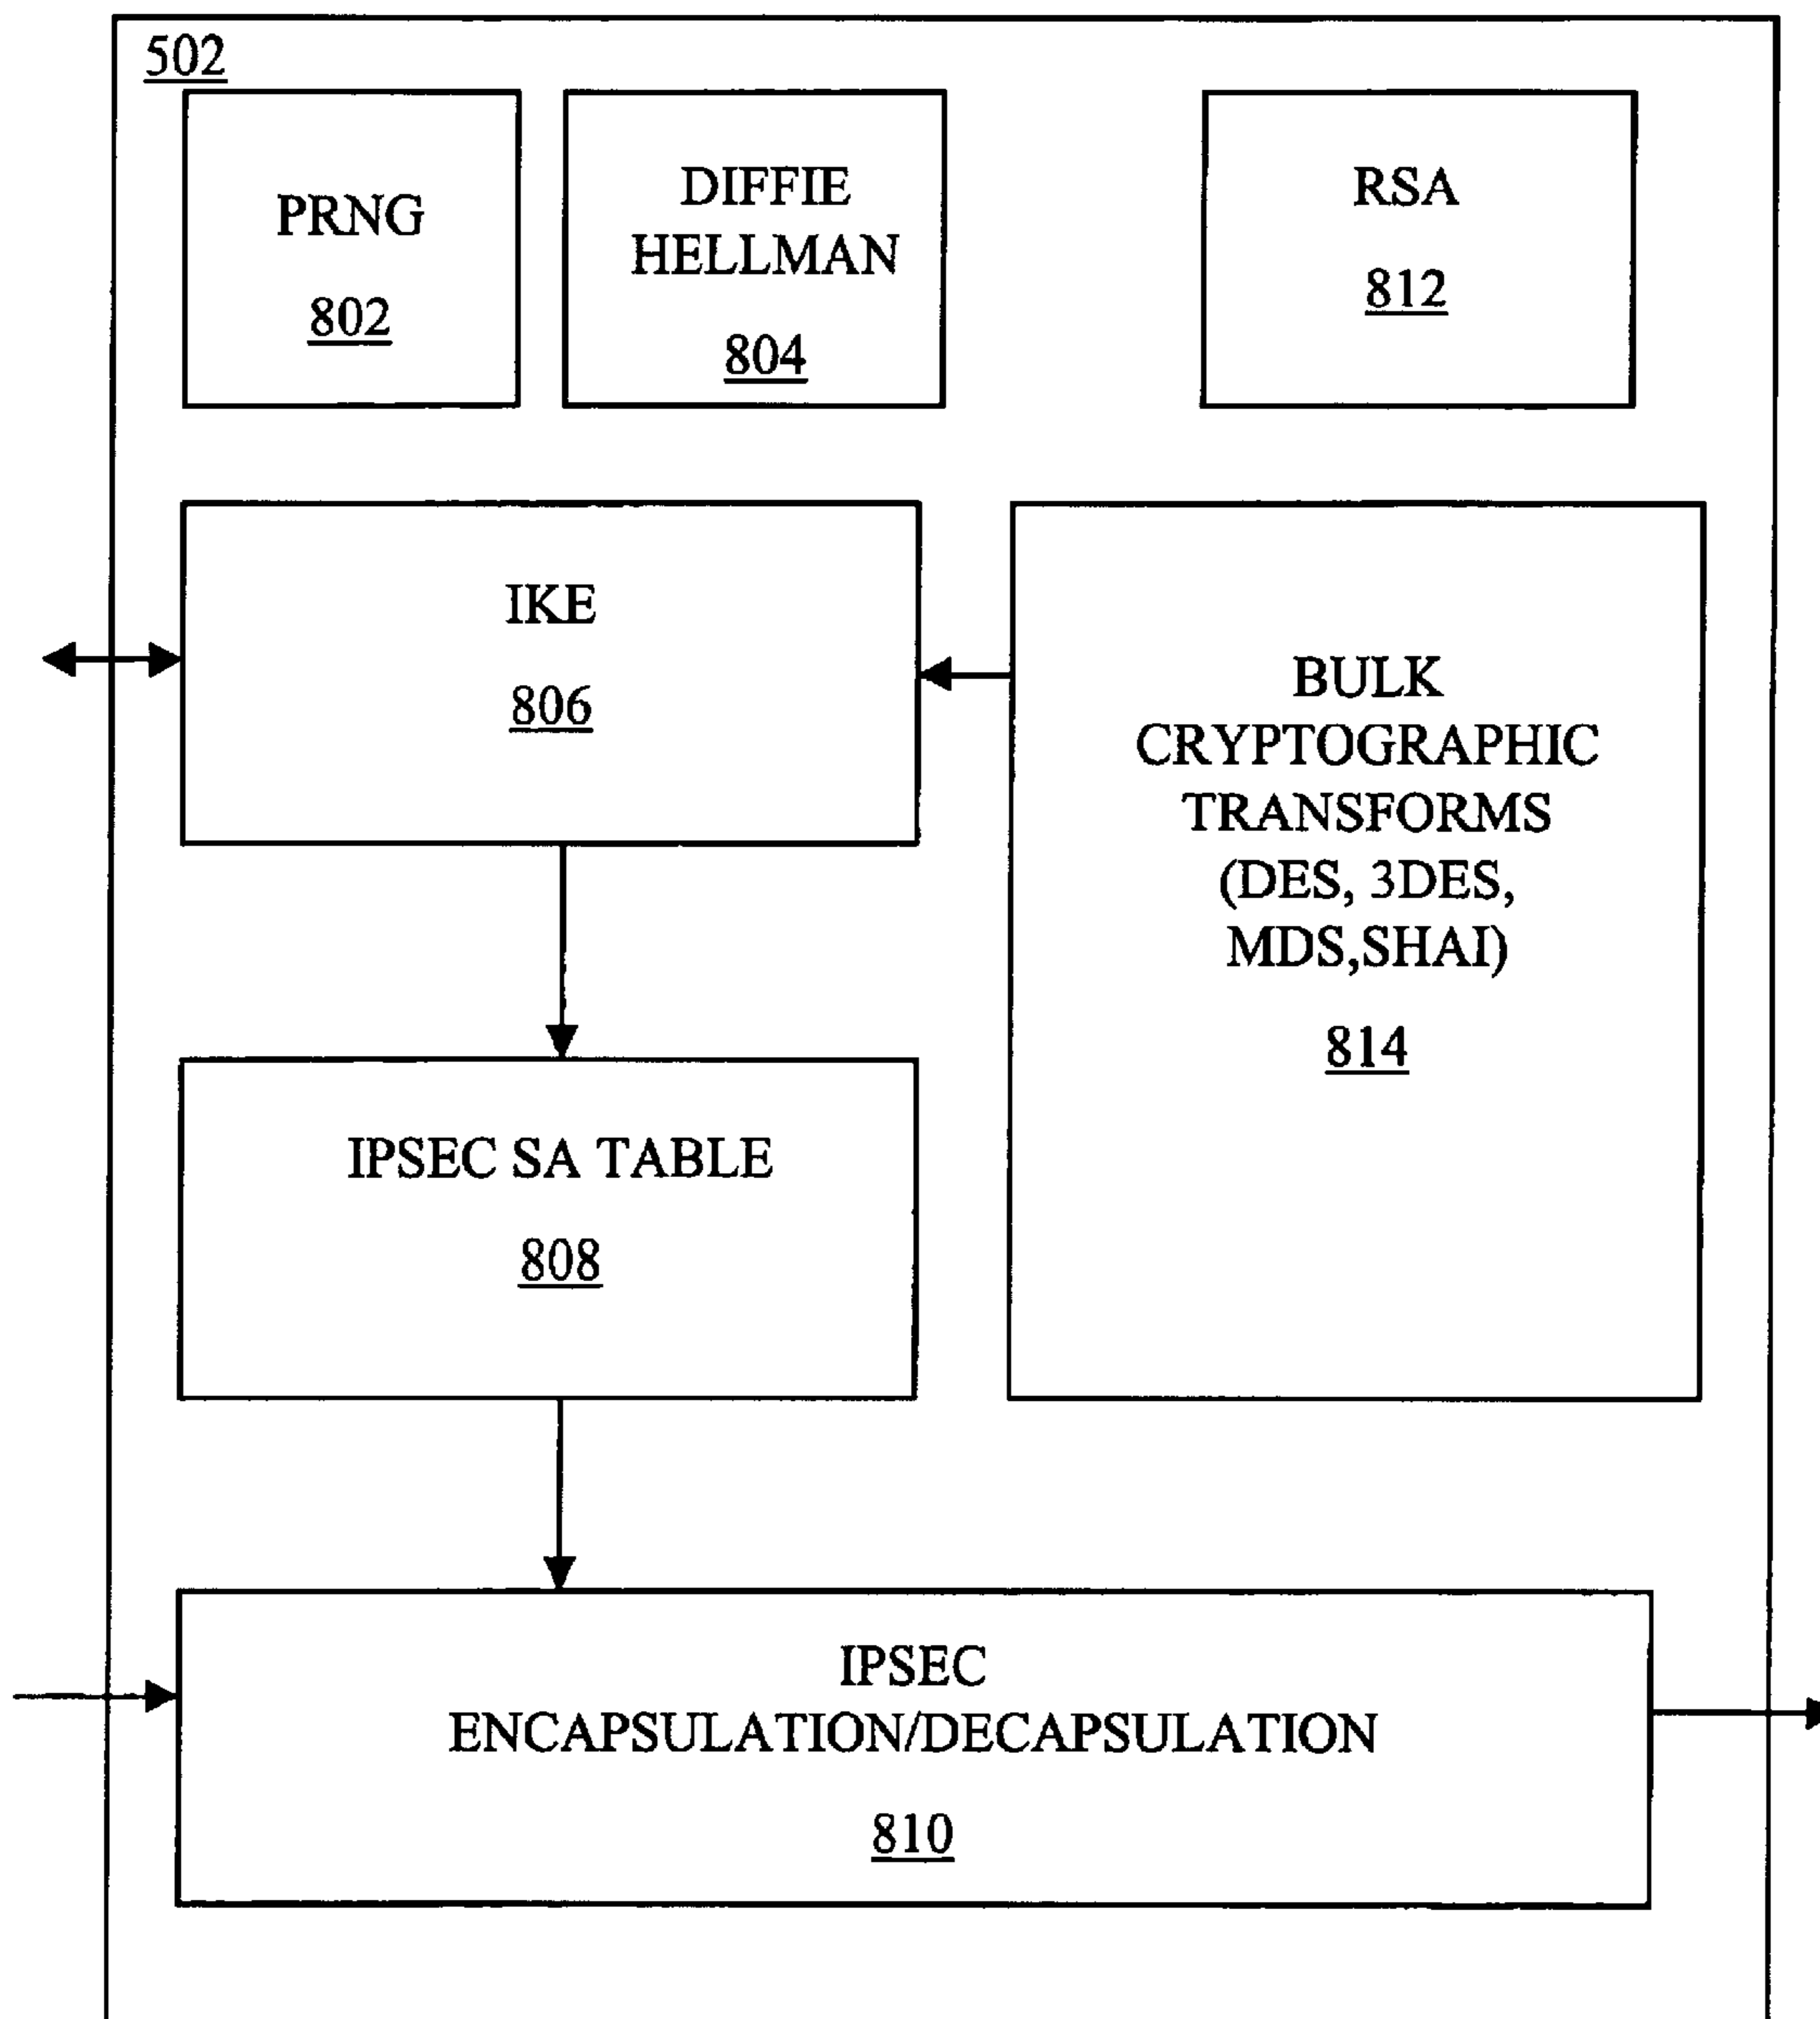 502
PRNG
802
DIFFIE
HELLMAN
804
RSA
812
IKE
806
BULK
CRYPTOGRAPHIC
TRANSFORMS
(DES, 3DES,
MDS,SHAI)
814
IPSEC SA TABLE
808
IPSEC
ENCAPSULATION/DECAPSULATION
810